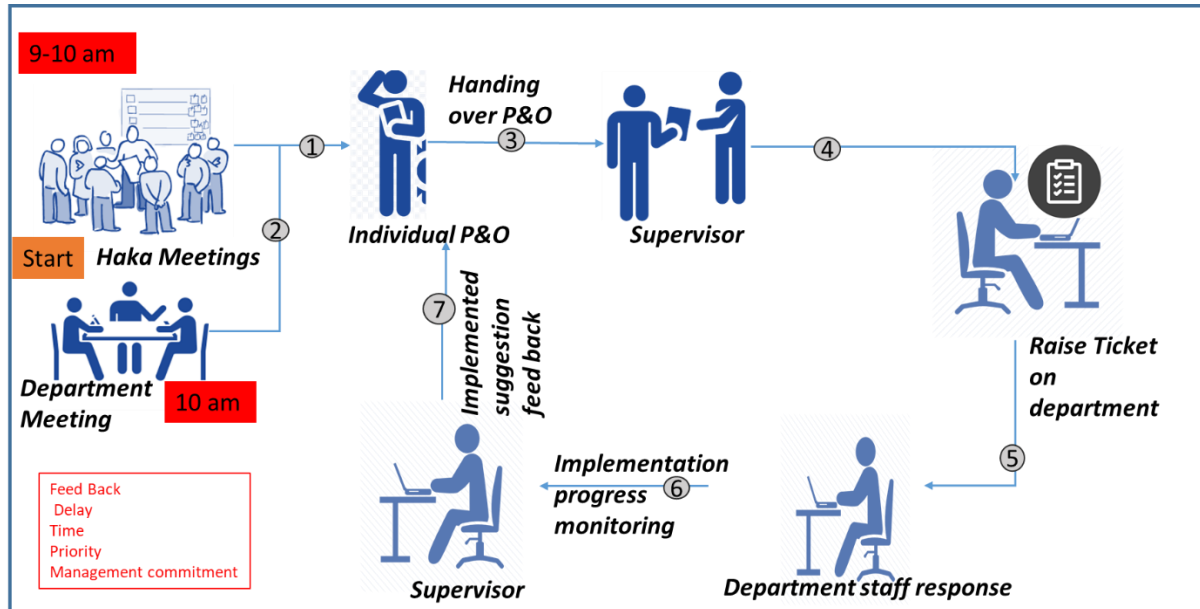 9-10 am
Handing
over P&O
1
3
4
2
Individual P&O
Supervisor
Start
Haka Meetings
Department
Meeting
10 am
7
Implemented
suggestion
feed back
Raise Ticket
on
department
5
Implementation
progress
monitoring
6
Feed Back
Delay
Time
Priority
Management commitment
Supervisor
Department staff response